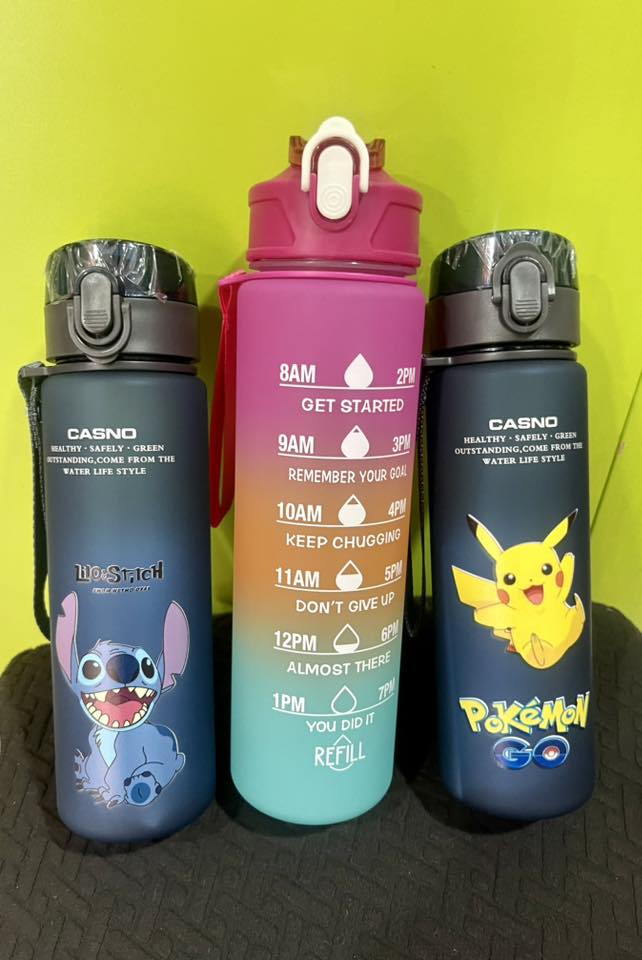 CASNO
HEALTHY · SAFELY · GREEN
OUTSTANDING,COME FROM THE
WATER LIFE STYLE
LILO & STITCH
8AM 2PM
GET STARTED
9AM 3PM
REMEMBER YOUR GOAL
10AM 4PM
KEEP CHUGGING
11AM 5PM
DON'T GIVE UP
12PM 6PM
ALMOST THERE
1PM 7PM
YOU DID IT
REFILL
CASNO
HEALTHY · SAFELY · GREEN
OUTSTANDING,COME FROM THE
WATER LIFE STYLE
POKéMON
GO